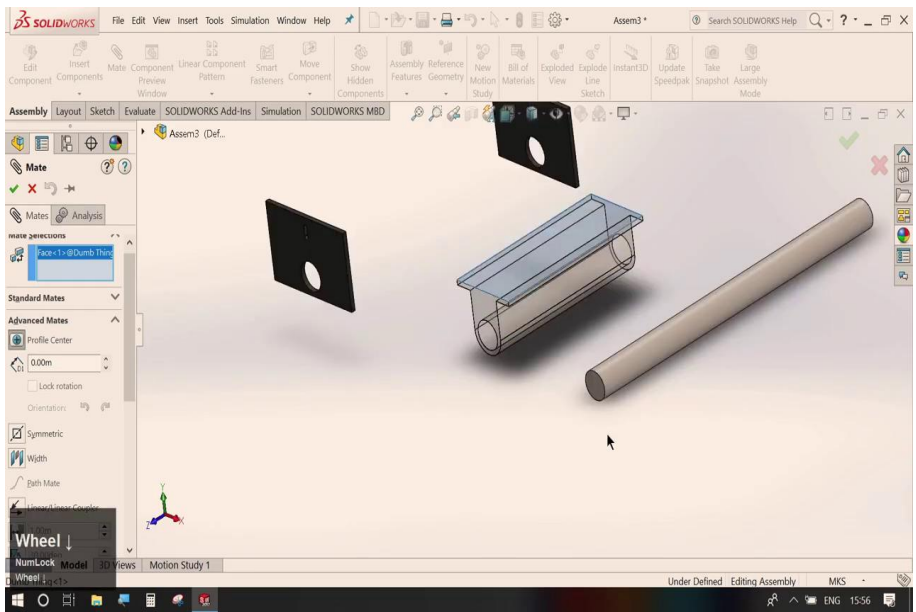 SOLIDWORKS File Edit View Insert Tools Simulation Window Help Assem3 * Search SOLIDWORKS Help
Edit Component
Insert Components
Mate
Component Preview Window
Linear Component Pattern
Smart Fasteners
Move Component
Show Hidden Components
Assembly Features
Reference Geometry
New Motion Study
Bill of Materials
Exploded View
Explode Line Sketch
Instant3D
Update Speedpak
Take Snapshot
Large Assembly Mode
Assembly Layout Sketch Evaluate SOLIDWORKS Add-Ins Simulation SOLIDWORKS MBD
Assem3 (Def...
Mate
Mates Analysis
Mate Selections
Face<1>@Dumb Thing
Standard Mates
Advanced Mates
Profile Center
0.00m
Lock rotation
Orientation:
Symmetric
Width
Path Mate
Linear/Linear Coupler
1.00m
Wheel ↓
NumLock
Wheel ↓
Model 3D Views Motion Study 1
Under Defined Editing Assembly MKS
ENG 15:56
Y
Z
X